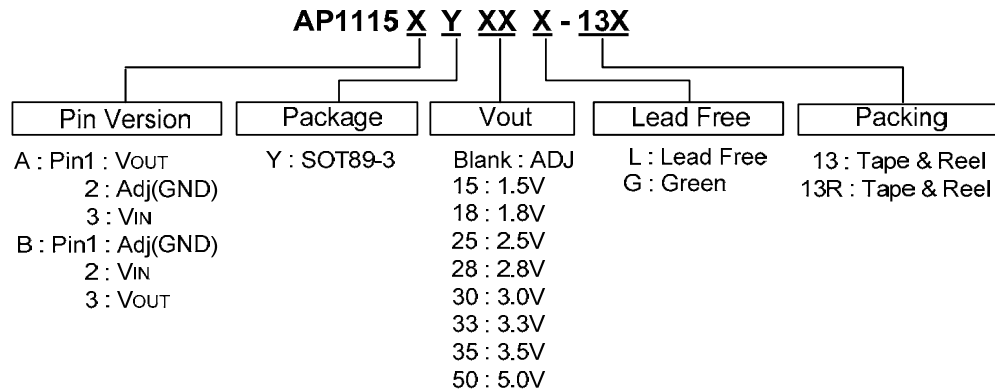 AP1115 X Y XX X - 13X
Pin Version
Package
Vout
Lead Free
Packing
A : Pin1 : VOUT
2 : Adj(GND)
3 : VIN
B : Pin1 : Adj(GND)
2 : VIN
3 : VOUT
Y : SOT89-3
Blank : ADJ
15 : 1.5V
18 : 1.8V
25 : 2.5V
28 : 2.8V
30 : 3.0V
33 : 3.3V
35 : 3.5V
50 : 5.0V
L : Lead Free
G : Green
13 : Tape & Reel
13R : Tape & Reel